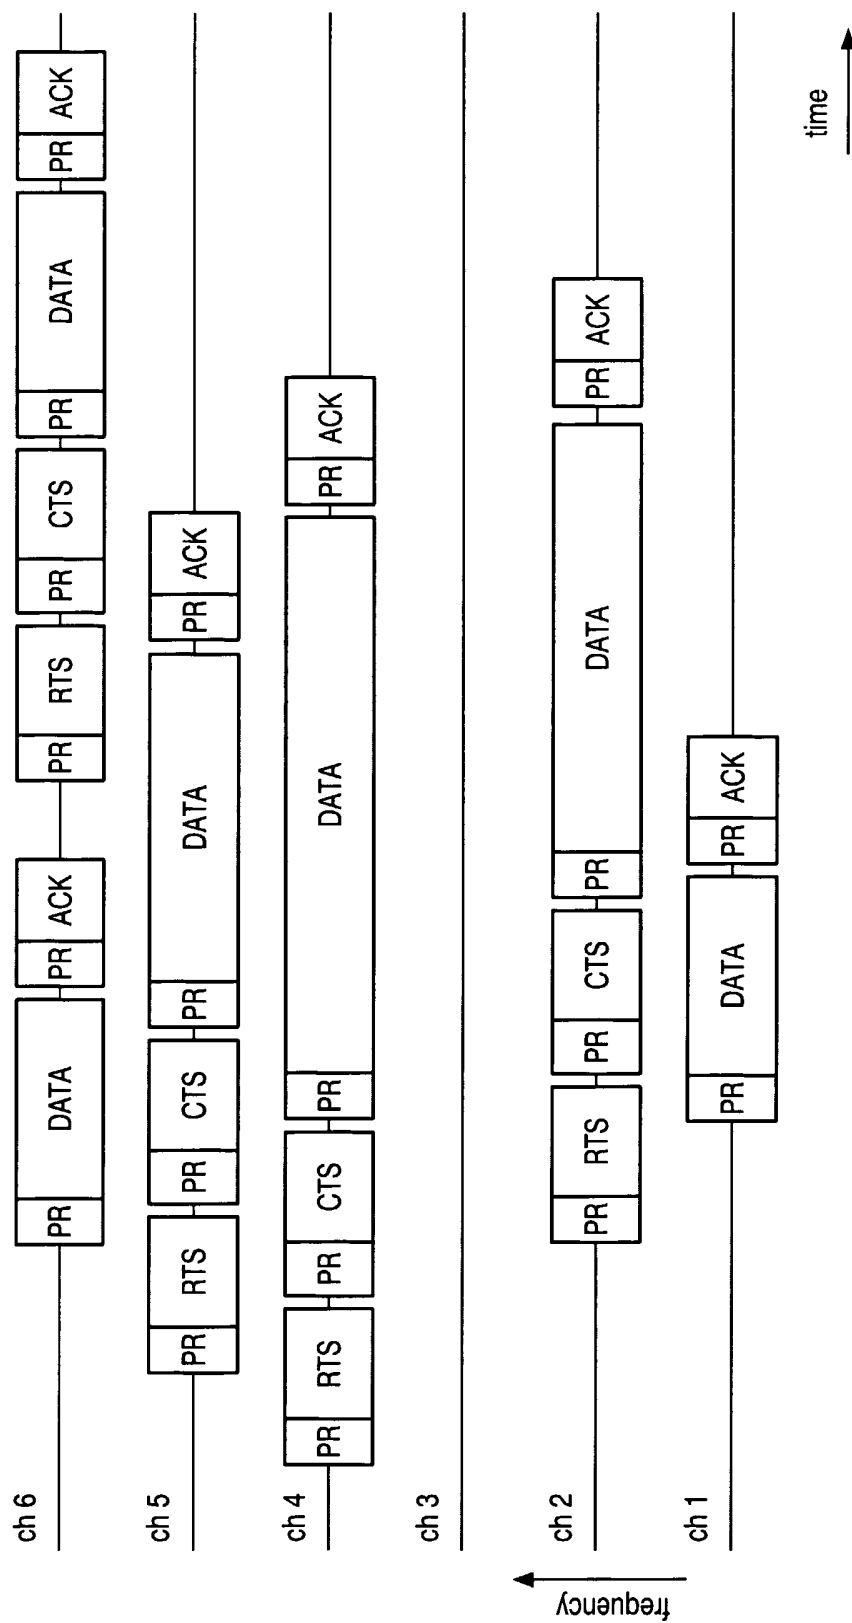 ch 6 PR DATA PR ACK PR RTS PR CTS PR DATA PR ACK
ch 5 PR RTS PR CTS PR DATA PR ACK
ch 4 PR RTS PR CTS PR DATA PR ACK
ch 3
ch 2 PR RTS PR CTS PR DATA PR ACK
ch 1 PR DATA PR ACK
frequency
time